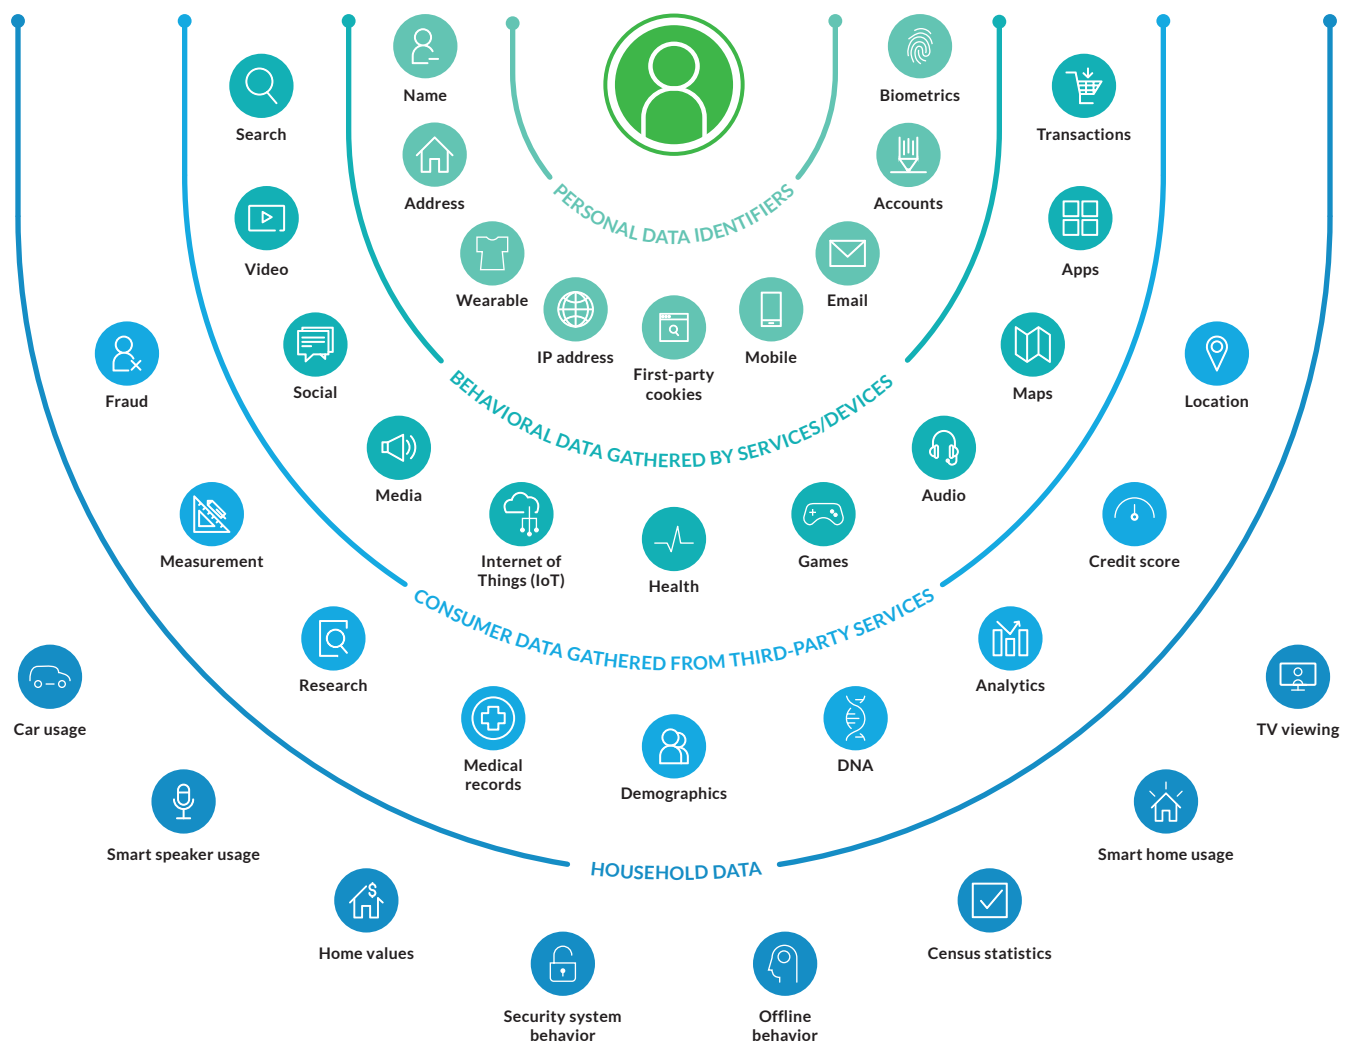 Name
Biometrics
Address
Accounts
Wearable
Email
IP address
Mobile
First-party
cookies
PERSONAL DATA IDENTIFIERS
Search
Transactions
Video
Apps
Social
Maps
Media
Audio
Internet of
Things (IoT)
Health
Games
BEHAVIORAL DATA GATHERED BY SERVICES/DEVICES
Fraud
Location
Measurement
Credit score
Research
Analytics
Medical
records
Demographics
DNA
CONSUMER DATA GATHERED FROM THIRD-PARTY SERVICES
Car usage
TV viewing
Smart speaker usage
Smart home usage
Home values
Census statistics
Security system
behavior
Offline
behavior
HOUSEHOLD DATA
$